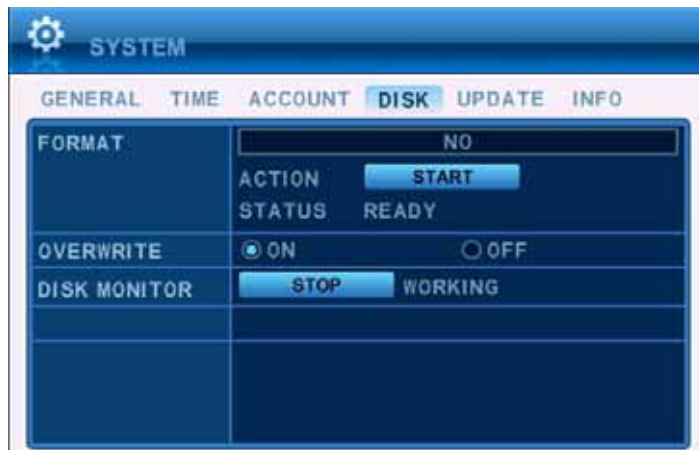 SYSTEM
GENERAL TIME ACCOUNT DISK UPDATE INFO
FORMAT NO
ACTION START
STATUS READY
OVERWRITE ON OFF
DISK MONITOR STOP WORKING